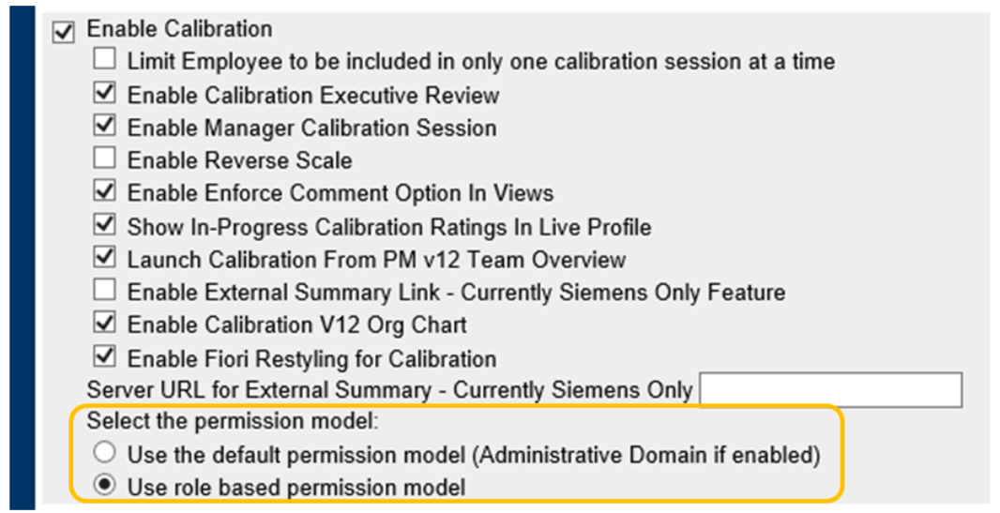 Enable Calibration
Limit Employee to be included in only one calibration session at a time
Enable Calibration Executive Review
Enable Manager Calibration Session
Enable Reverse Scale
Enable Enforce Comment Option In Views
Show In-Progress Calibration Ratings In Live Profile
Launch Calibration From PM v12 Team Overview
Enable External Summary Link - Currently Siemens Only Feature
Enable Calibration V12 Org Chart
Enable Fiori Restyling for Calibration
Server URL for External Summary - Currently Siemens Only
Select the permission model:
Use the default permission model (Administrative Domain if enabled)
Use role based permission model